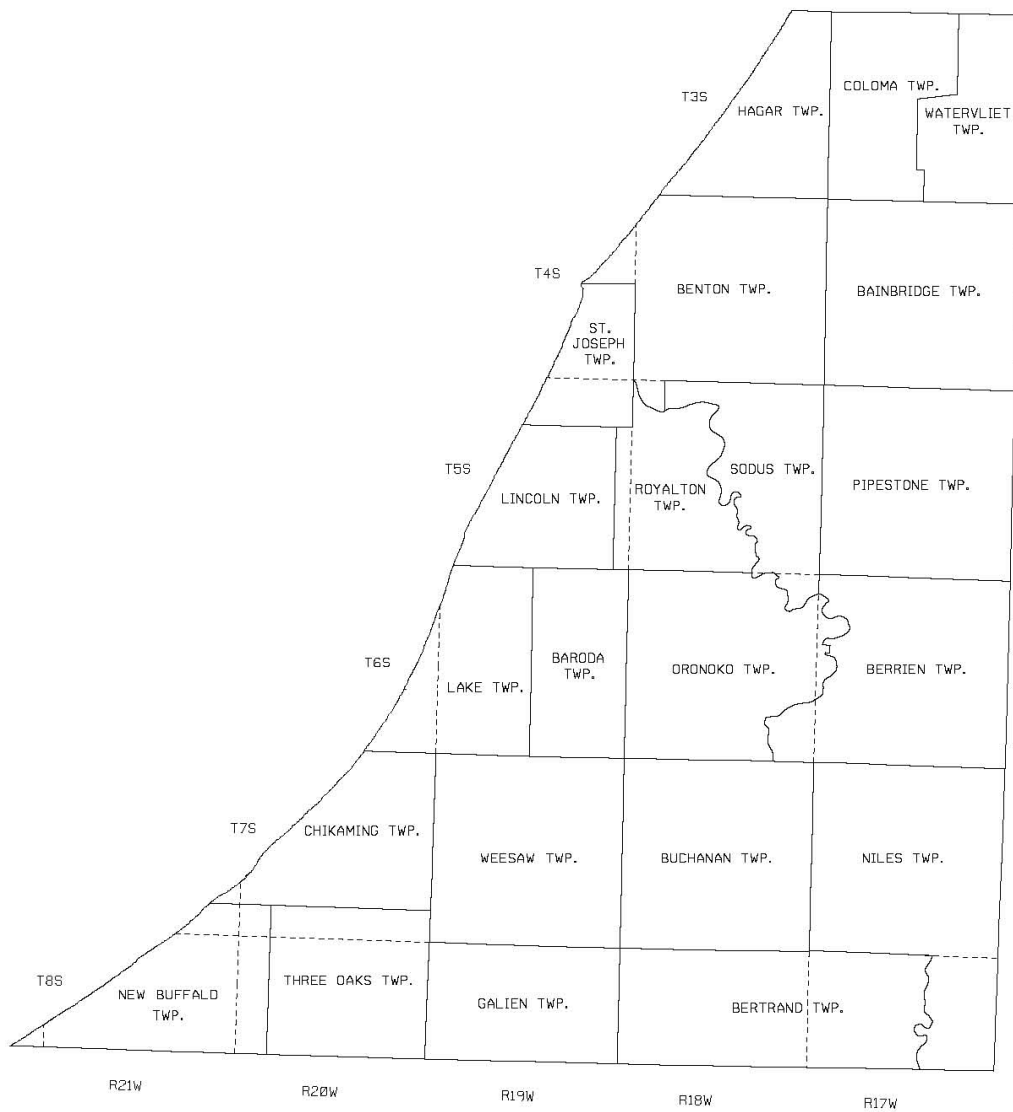 T3S
HAGAR TWP.
COLOMA TWP.
WATERVLIET
TWP.
T4S
BENTON TWP.
BAINBRIDGE TWP.
ST.
JOSEPH
TWP.
T5S
LINCOLN TWP.
ROYALTON
TWP.
SODUS TWP.
PIPESTONE TWP.
T6S
LAKE TWP.
BARODA
TWP.
ORONOKO TWP.
BERRIEN TWP.
T7S
CHIKAMING TWP.
WEESAW TWP.
BUCHANAN TWP.
NILES TWP.
T8S
NEW BUFFALO
TWP.
THREE OAKS TWP.
GALIEN TWP.
BERTRAND TWP.
R21W
R20W
R19W
R18W
R17W